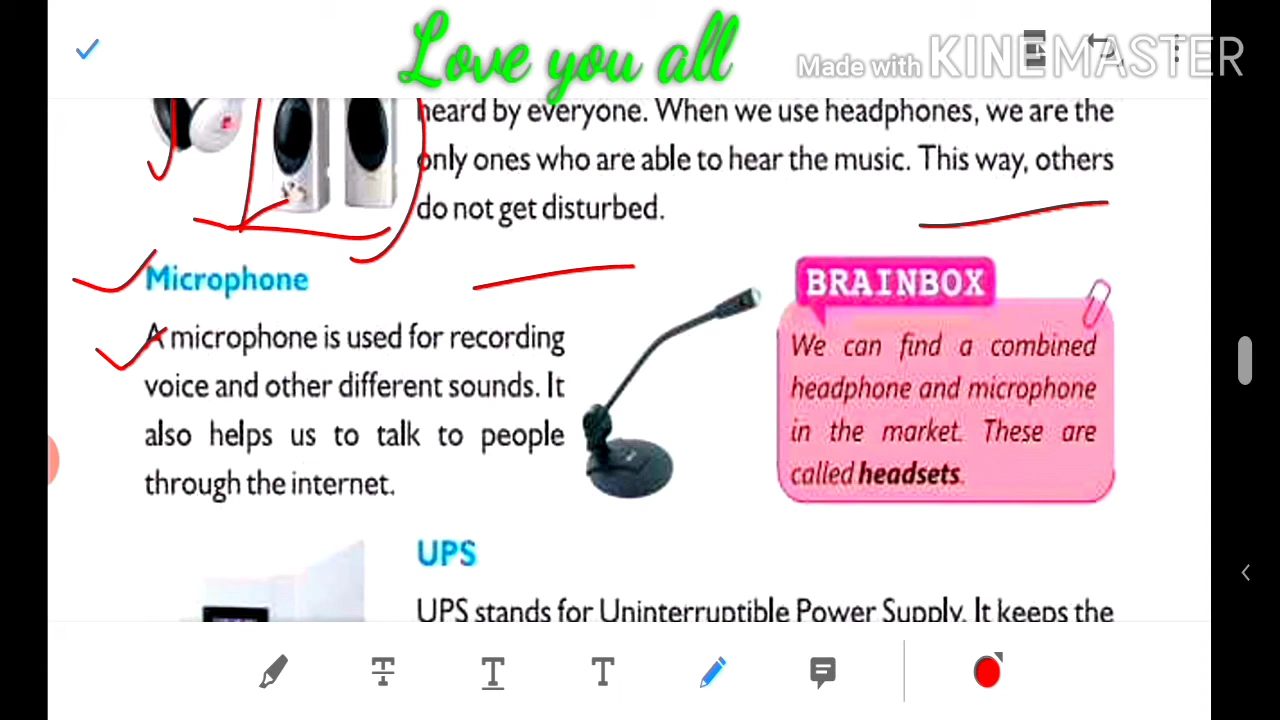 Love you all
Made with KINEMASTER
heard by everyone. When we use headphones, we are the
only ones who are able to hear the music. This way, others
do not get disturbed.
Microphone
A microphone is used for recording
voice and other different sounds. It
also helps us to talk to people
through the internet.
BRAINBOX
We can find a combined
headphone and microphone
in the market. These are
called headsets.
UPS
UPS stands for Uninterruptible Power Supply. It keeps the
T
T
T